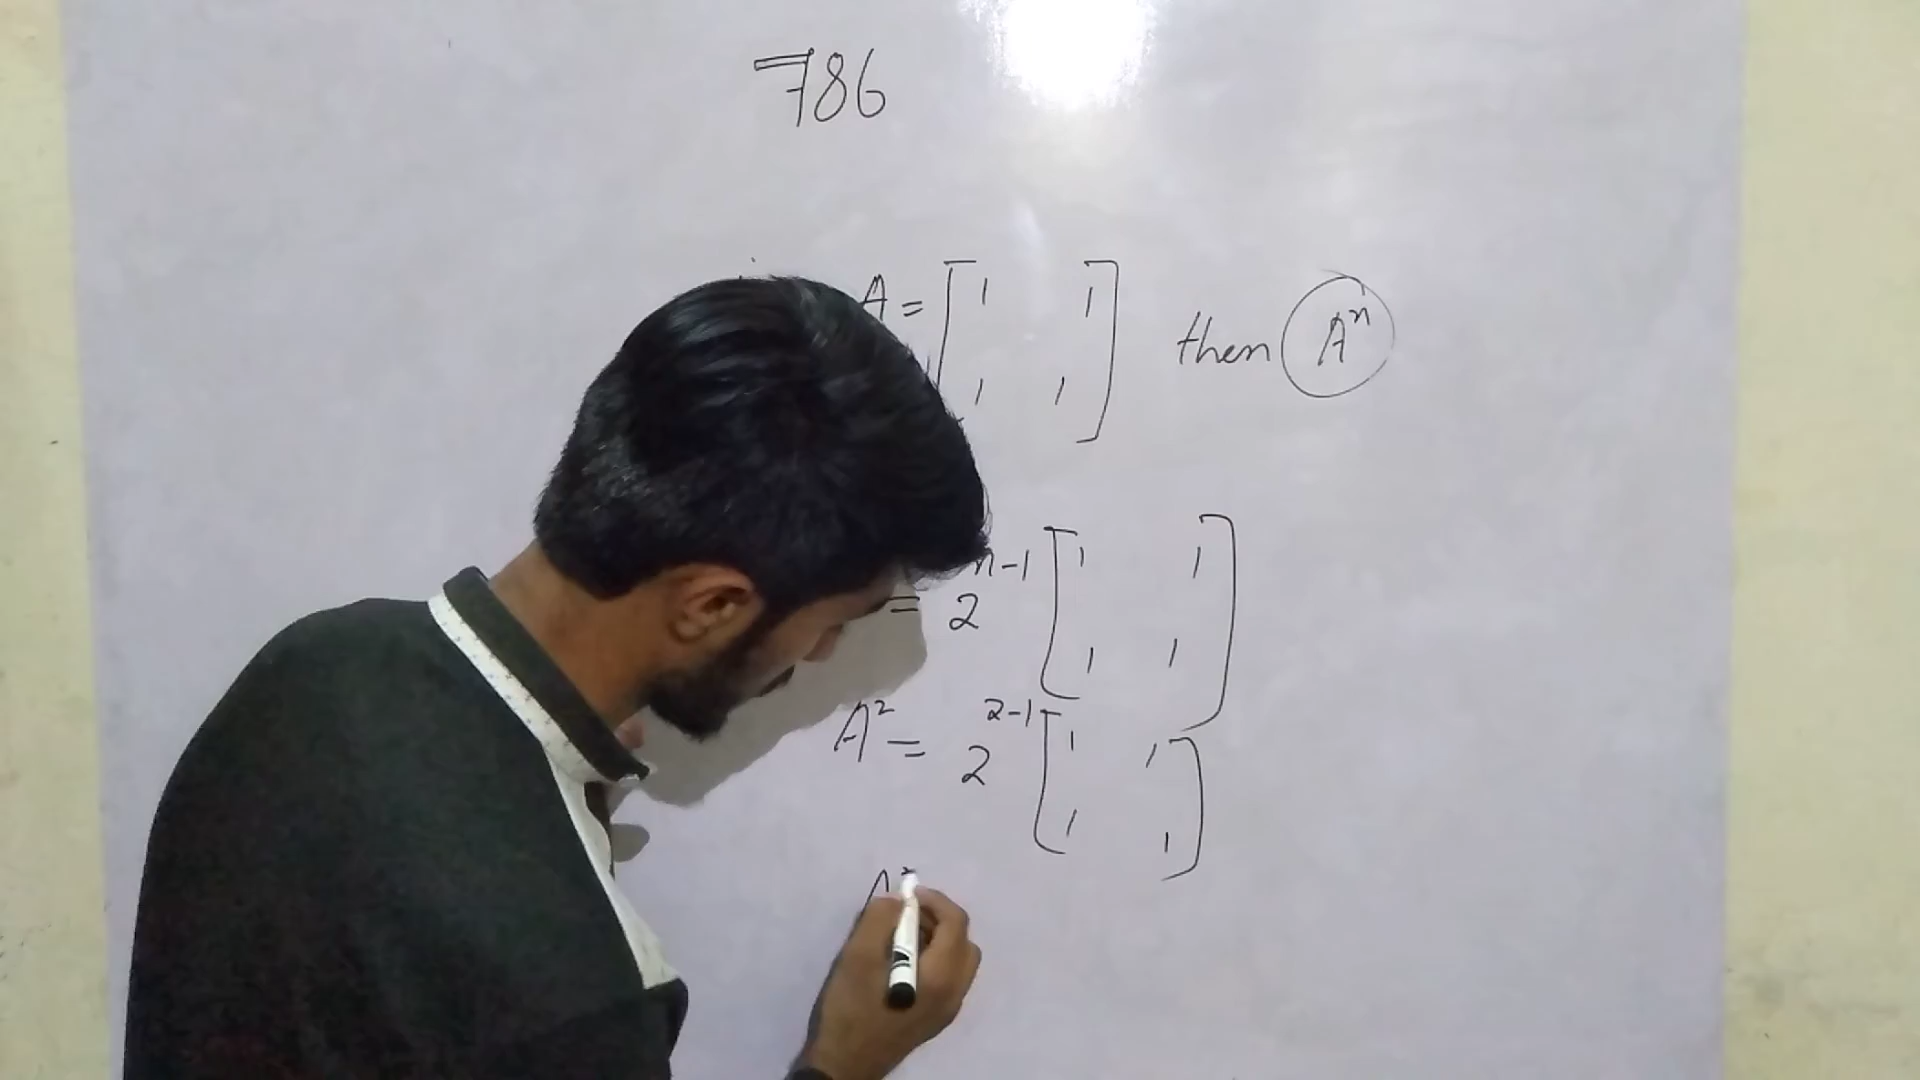 786
A = [1 1
1 1] then Aⁿ
= 2ⁿ⁻¹ [1 1
1 1]
A² = 2²⁻¹ [1 1
1 1]
A²